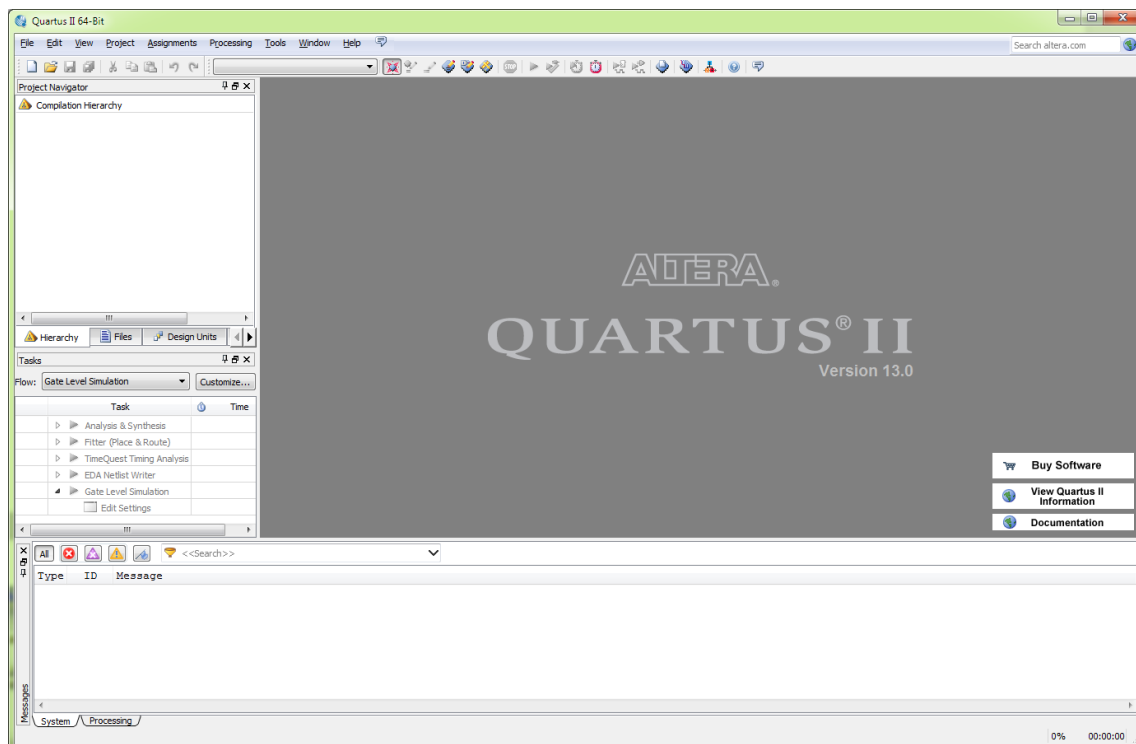 Quartus II 64-Bit
File Edit View Project Assignments Processing Tools Window Help
Search altera.com
Project Navigator
Compilation Hierarchy
Hierarchy Files Design Units
Tasks
Flow: Gate Level Simulation Customize...
Task Time
Analysis & Synthesis
Fitter (Place & Route)
TimeQuest Timing Analysis
EDA Netlist Writer
Gate Level Simulation
Edit Settings
ALTERA®
QUARTUS® II
Version 13.0
Buy Software
View Quartus II
Information
Documentation
All <<Search>>
Type ID Message
Messages
System Processing
0% 00:00:00